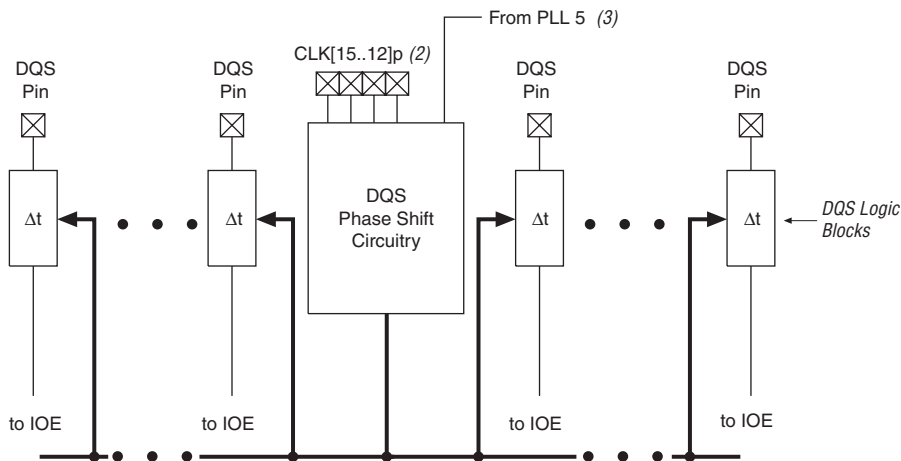 From PLL 5 (3)
CLK[15..12]p (2)
DQS
Pin
DQS
Pin
DQS
Pin
DQS
Pin
Δt
Δt
DQS
Phase Shift
Circuitry
Δt
Δt
DQS Logic
Blocks
to IOE
to IOE
to IOE
to IOE